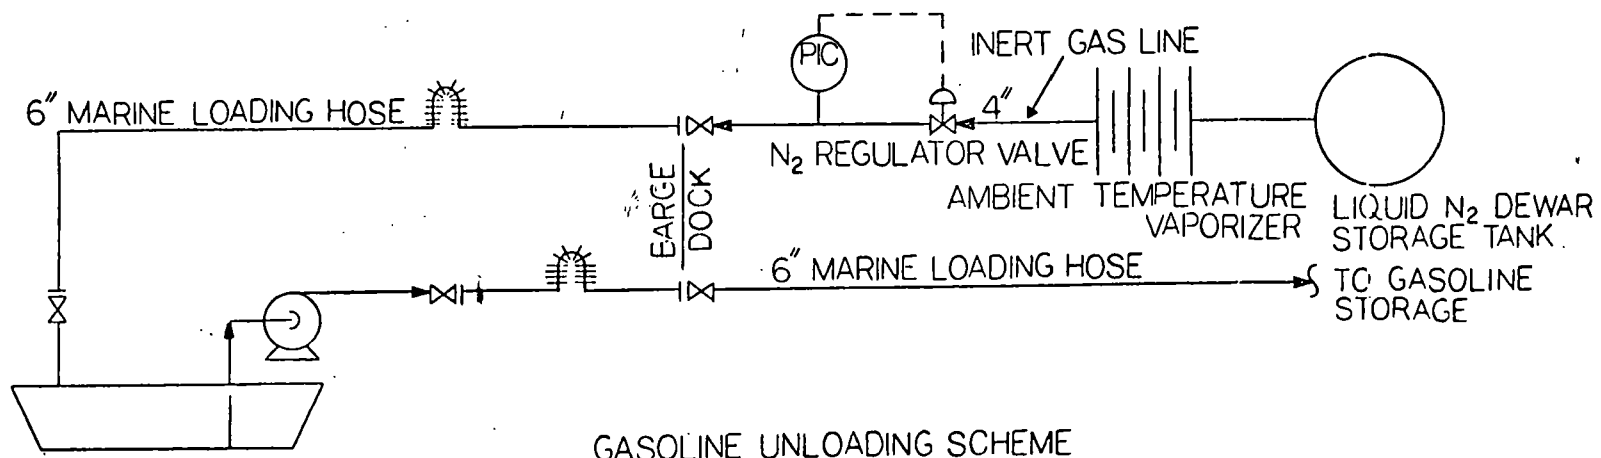 PIC
INERT GAS LINE
6" MARINE LOADING HOSE
4"
N₂ REGULATOR VALVE
AMBIENT TEMPERATURE
VAPORIZER
LIQUID N₂ DEWAR
STORAGE TANK
EARGE
DOCK
6" MARINE LOADING HOSE
TO GASOLINE
STORAGE
GASOLINE UNLOADING SCHEME